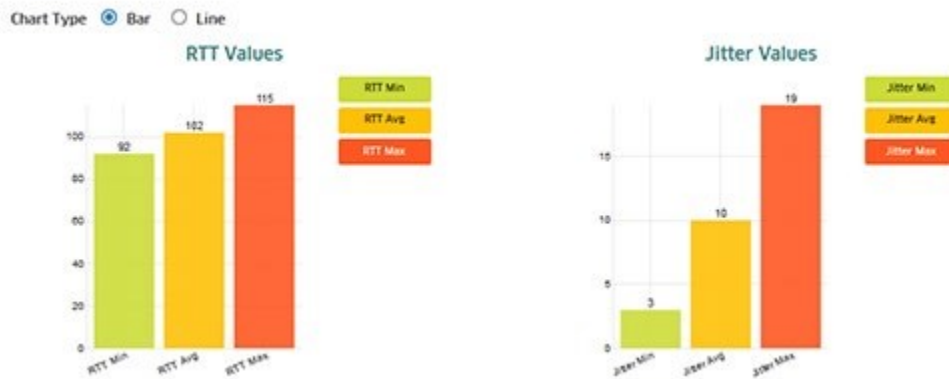 Chart Type Bar Line
RTT Values
115
102
92
100
80
60
40
20
0
RTT Min
RTT Avg
RTT Max
RTT Min
RTT Avg
RTT Max
Jitter Values
19
10
3
15
10
5
0
Jitter Min
Jitter Avg
Jitter Max
Jitter Min
Jitter Avg
Jitter Max